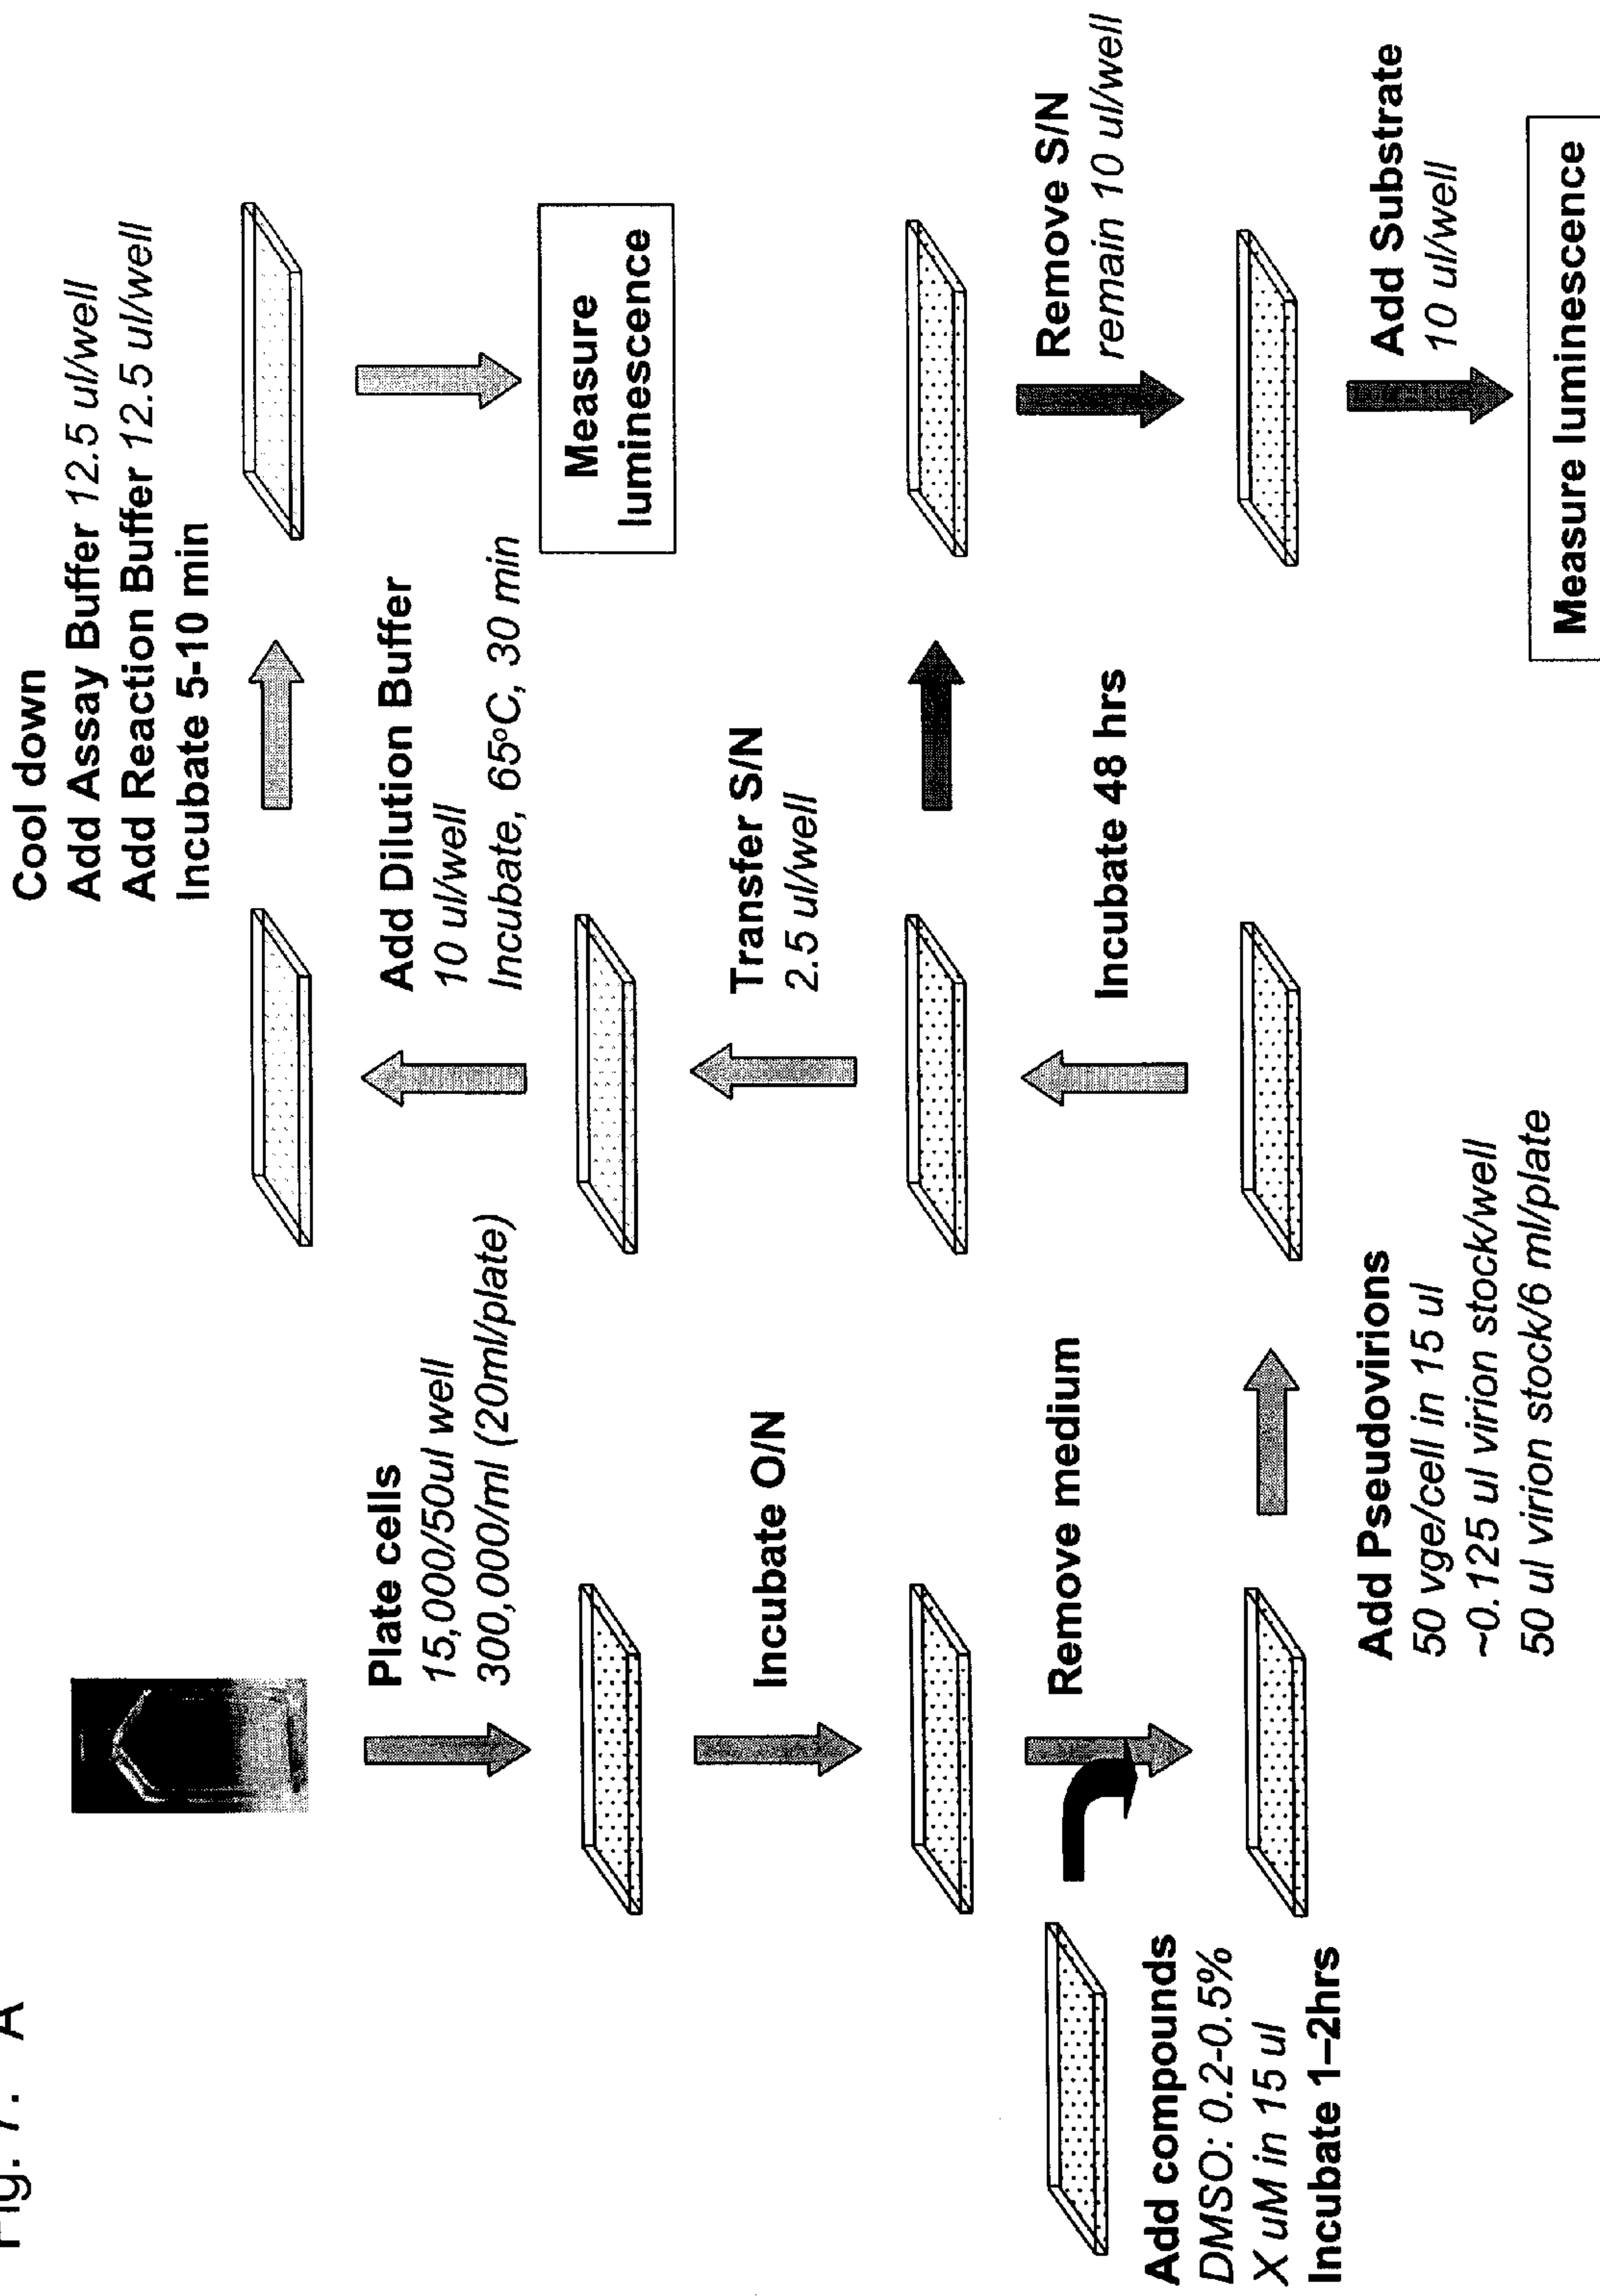 Fig. 7. A
Plate cells
15,000/50ul well
300,000/ml (20ml/plate)
Incubate O/N
Remove medium
Add compounds
DMSO: 0.2-0.5%
X uM in 15 ul
Incubate 1–2hrs
Add Pseudovirions
50 vge/cell in 15 ul
~0.125 ul virion stock/well
50 ul virion stock/6 ml/plate
Incubate 48 hrs
Transfer S/N
2.5 ul/well
Add Dilution Buffer
10 ul/well
Incubate, 65°C, 30 min
Cool down
Add Assay Buffer 12.5 ul/well
Add Reaction Buffer 12.5 ul/well
Incubate 5-10 min
Measure
luminescence
Remove S/N
remain 10 ul/well
Add Substrate
10 ul/well
Measure luminescence